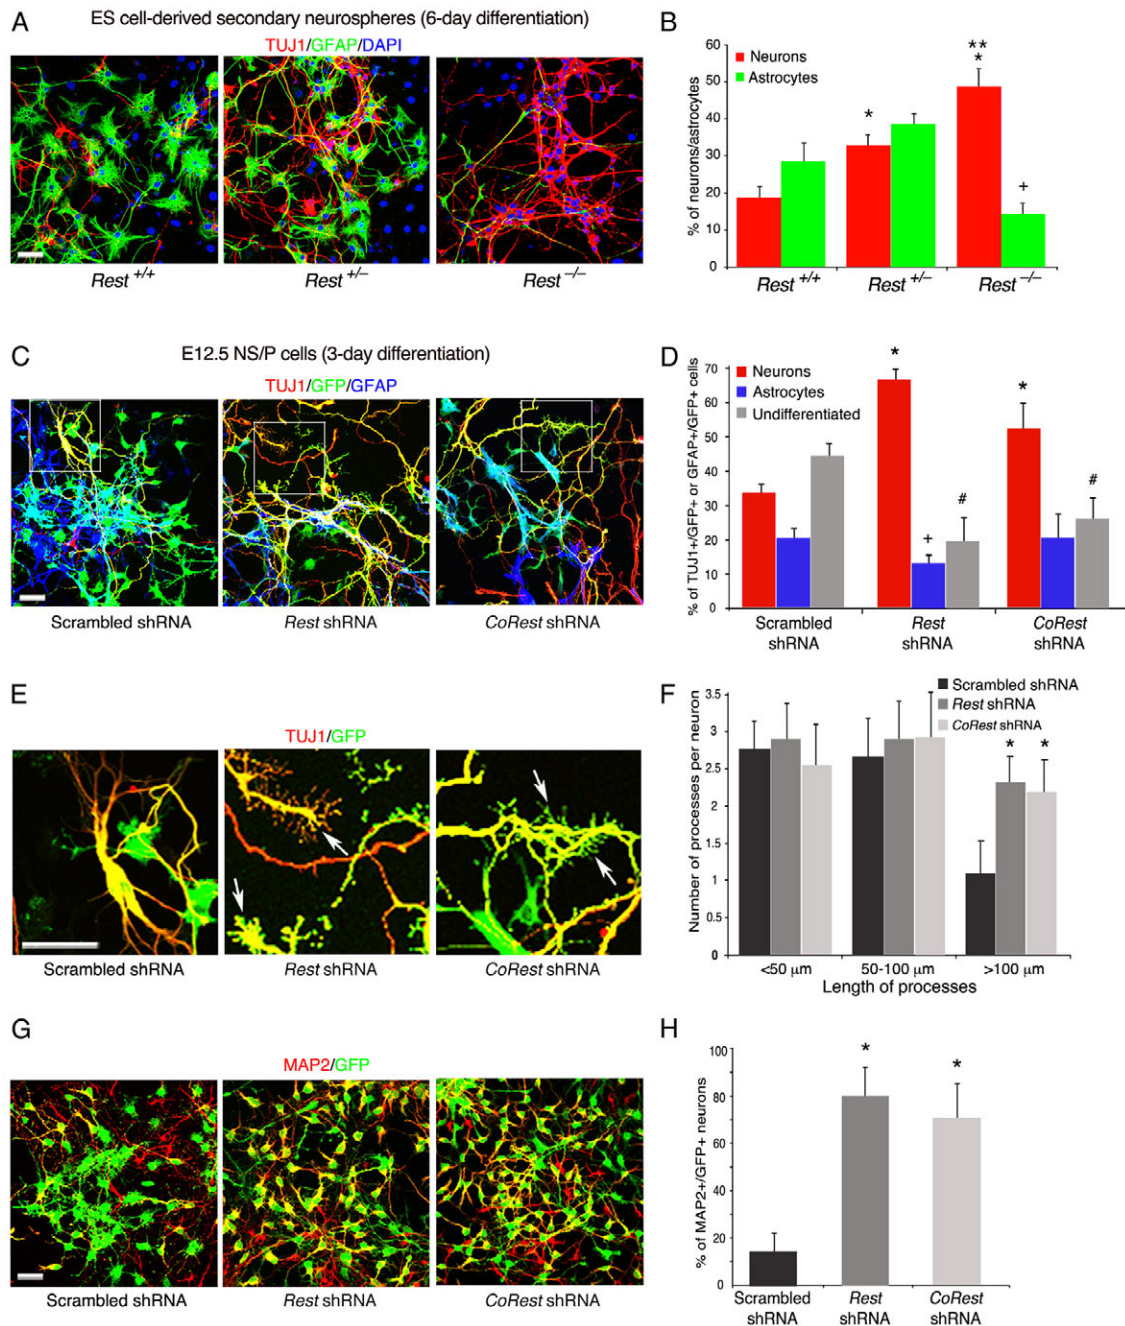 A
ES cell-derived secondary neurospheres (6-day differentiation)
TUJ1/GFAP/DAPI
Rest +/+
Rest +/–
Rest –/–
B
% of neurons/astrocytes
60
50
40
30
20
10
0
Neurons
Astrocytes
*
**
*
+
Rest +/+
Rest +/–
Rest –/–
C
E12.5 NS/P cells (3-day differentiation)
TUJ1/GFP/GFAP
Scrambled shRNA
Rest shRNA
CoRest shRNA
D
% of TUJ1+/GFP+ or GFAP+/GFP+ cells
70
60
50
40
30
20
10
0
Neurons
Astrocytes
Undifferentiated
*
+
#
*
#
Scrambled shRNA
Rest shRNA
CoRest shRNA
E
TUJ1/GFP
Scrambled shRNA
Rest shRNA
CoRest shRNA
F
Number of processes per neuron
3.5
3
2.5
2
1.5
1
0.5
0
Scrambled shRNA
Rest shRNA
CoRest shRNA
*
*
<50 µm
50-100 µm
>100 µm
Length of processes
G
MAP2/GFP
Scrambled shRNA
Rest shRNA
CoRest shRNA
H
% of MAP2+/GFP+ neurons
100
80
60
40
20
0
*
*
Scrambled shRNA
Rest shRNA
CoRest shRNA